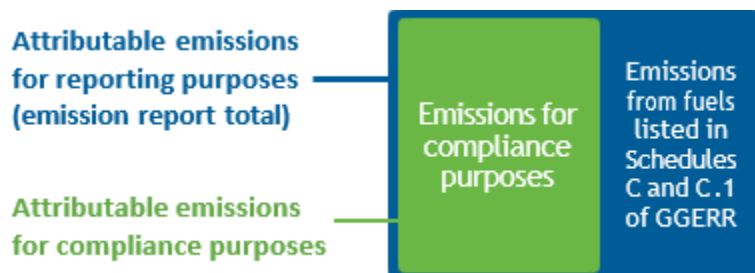 Attributable emissions
for reporting purposes
(emission report total)
Attributable emissions
for compliance purposes
Emissions for
compliance
purposes
Emissions
from fuels
listed in
Schedules
C and C.1
of GGERR